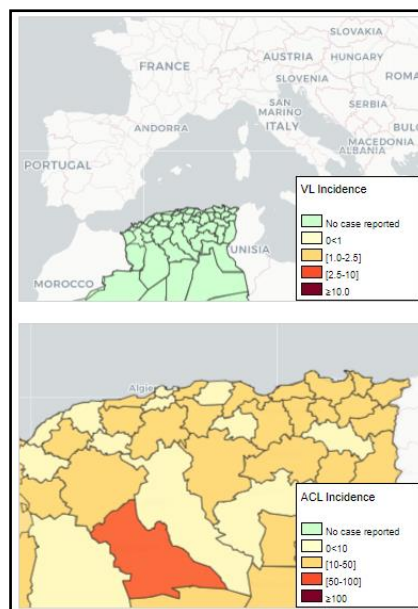 SLOVAKIA
AUSTRIA HUNGARY
FRANCE
SLOVENIA
ROMA
SAN
MARINO
SERBIA
ITALY
ANDORRA
BULG
MACEDONIA
ALBANIA
PORTUGAL
UNISIA
MOROCCO
VL Incidence
No case reported
0<1
[1.0-2.5]
[2.5-10]
≥10.0
Algie
ACL Incidence
No case reported
0<10
[10-50]
[50-100]
≥100